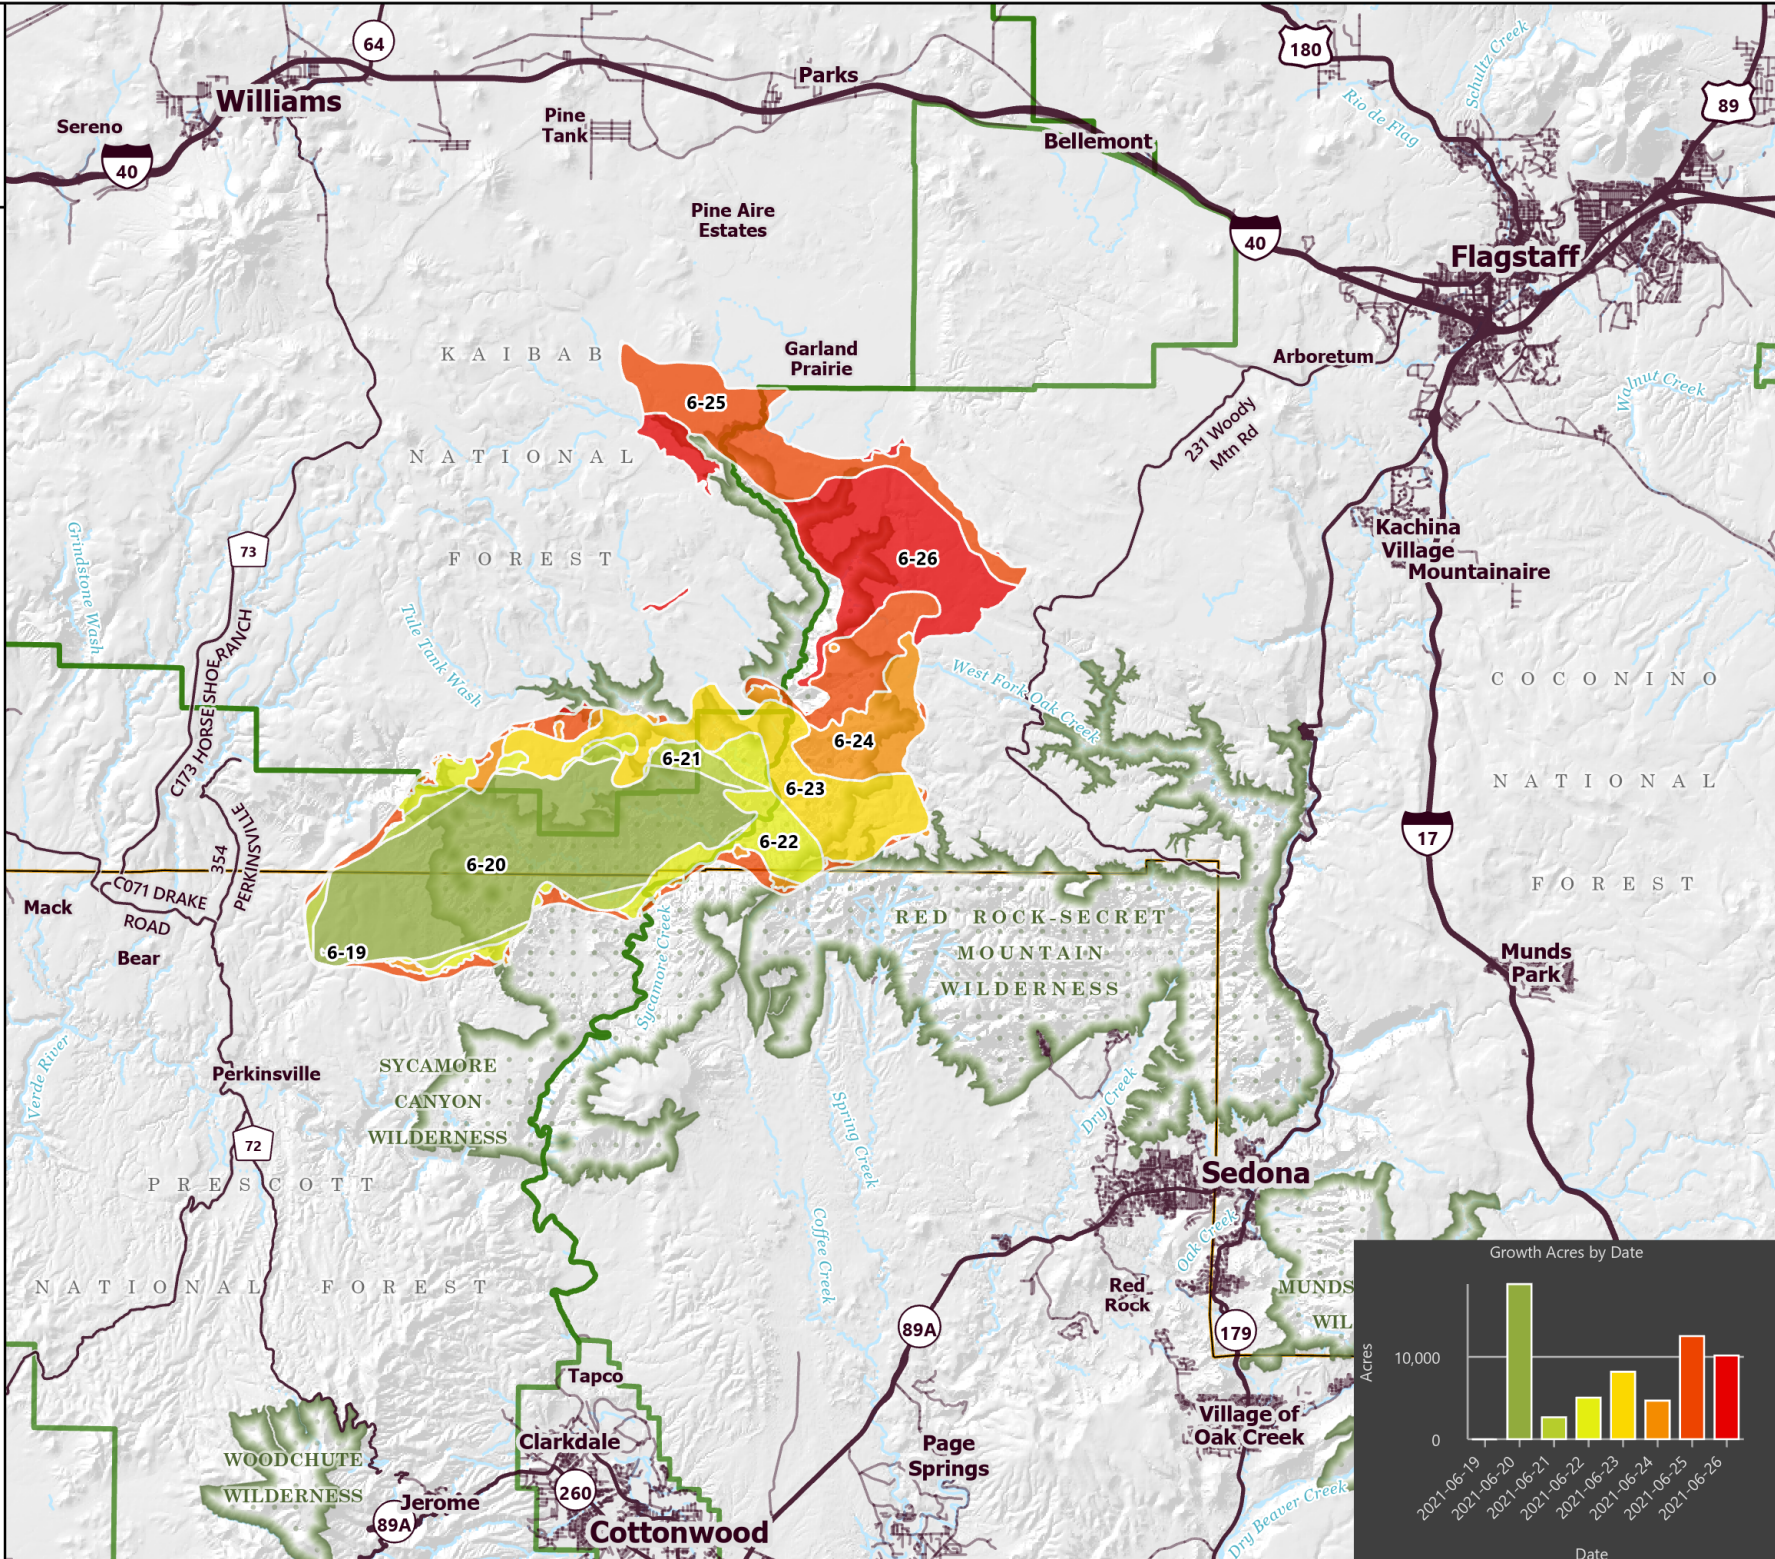 64
180
Schultz Creek
89
Williams
Parks
Rio de Flag
Sereno
Pine
Tank
Bellemont
40
Pine Aire
Estates
40
Flagstaff
KAIBAB
Garland
Prairie
Arboretum
Walnut Creek
6-25
231 Woody
Mtn Rd
NATIONAL
Grindstone Wash
73
FOREST
6-26
Kachina
Village
Mountainaire
Tule Tank Wash
C173 HORSE SHOE RANCH
West Fork Oak Creek
COCONINO
6-24
6-21
6-23
NATIONAL
354
PERKINSVILLE
6-22
17
6-20
C071 DRAKE
ROAD
FOREST
Mack
6-19
Bear
Sycamore Creek
RED ROCK-SECRET
MOUNTAIN
WILDERNESS
Munds
Park
Verde River
Perkinsville
SYCAMORE
CANYON
WILDERNESS
Spring Creek
Dry Creek
72
PRESCOTT
Sedona
Coffee Creek
Oak Creek
NATIONAL FOREST
Red
Rock
MUNDS
WIL
89A
179
Tapco
Village of
Oak Creek
Clarkdale
Page
Springs
WOODCHUTE
WILDERNESS
260
Jerome
89A
Cottonwood
Dry Beaver Creek
Growth Acres by Date
Acres
10,000
0
2021-06-19
2021-06-20
2021-06-21
2021-06-22
2021-06-23
2021-06-24
2021-06-25
2021-06-26
Date